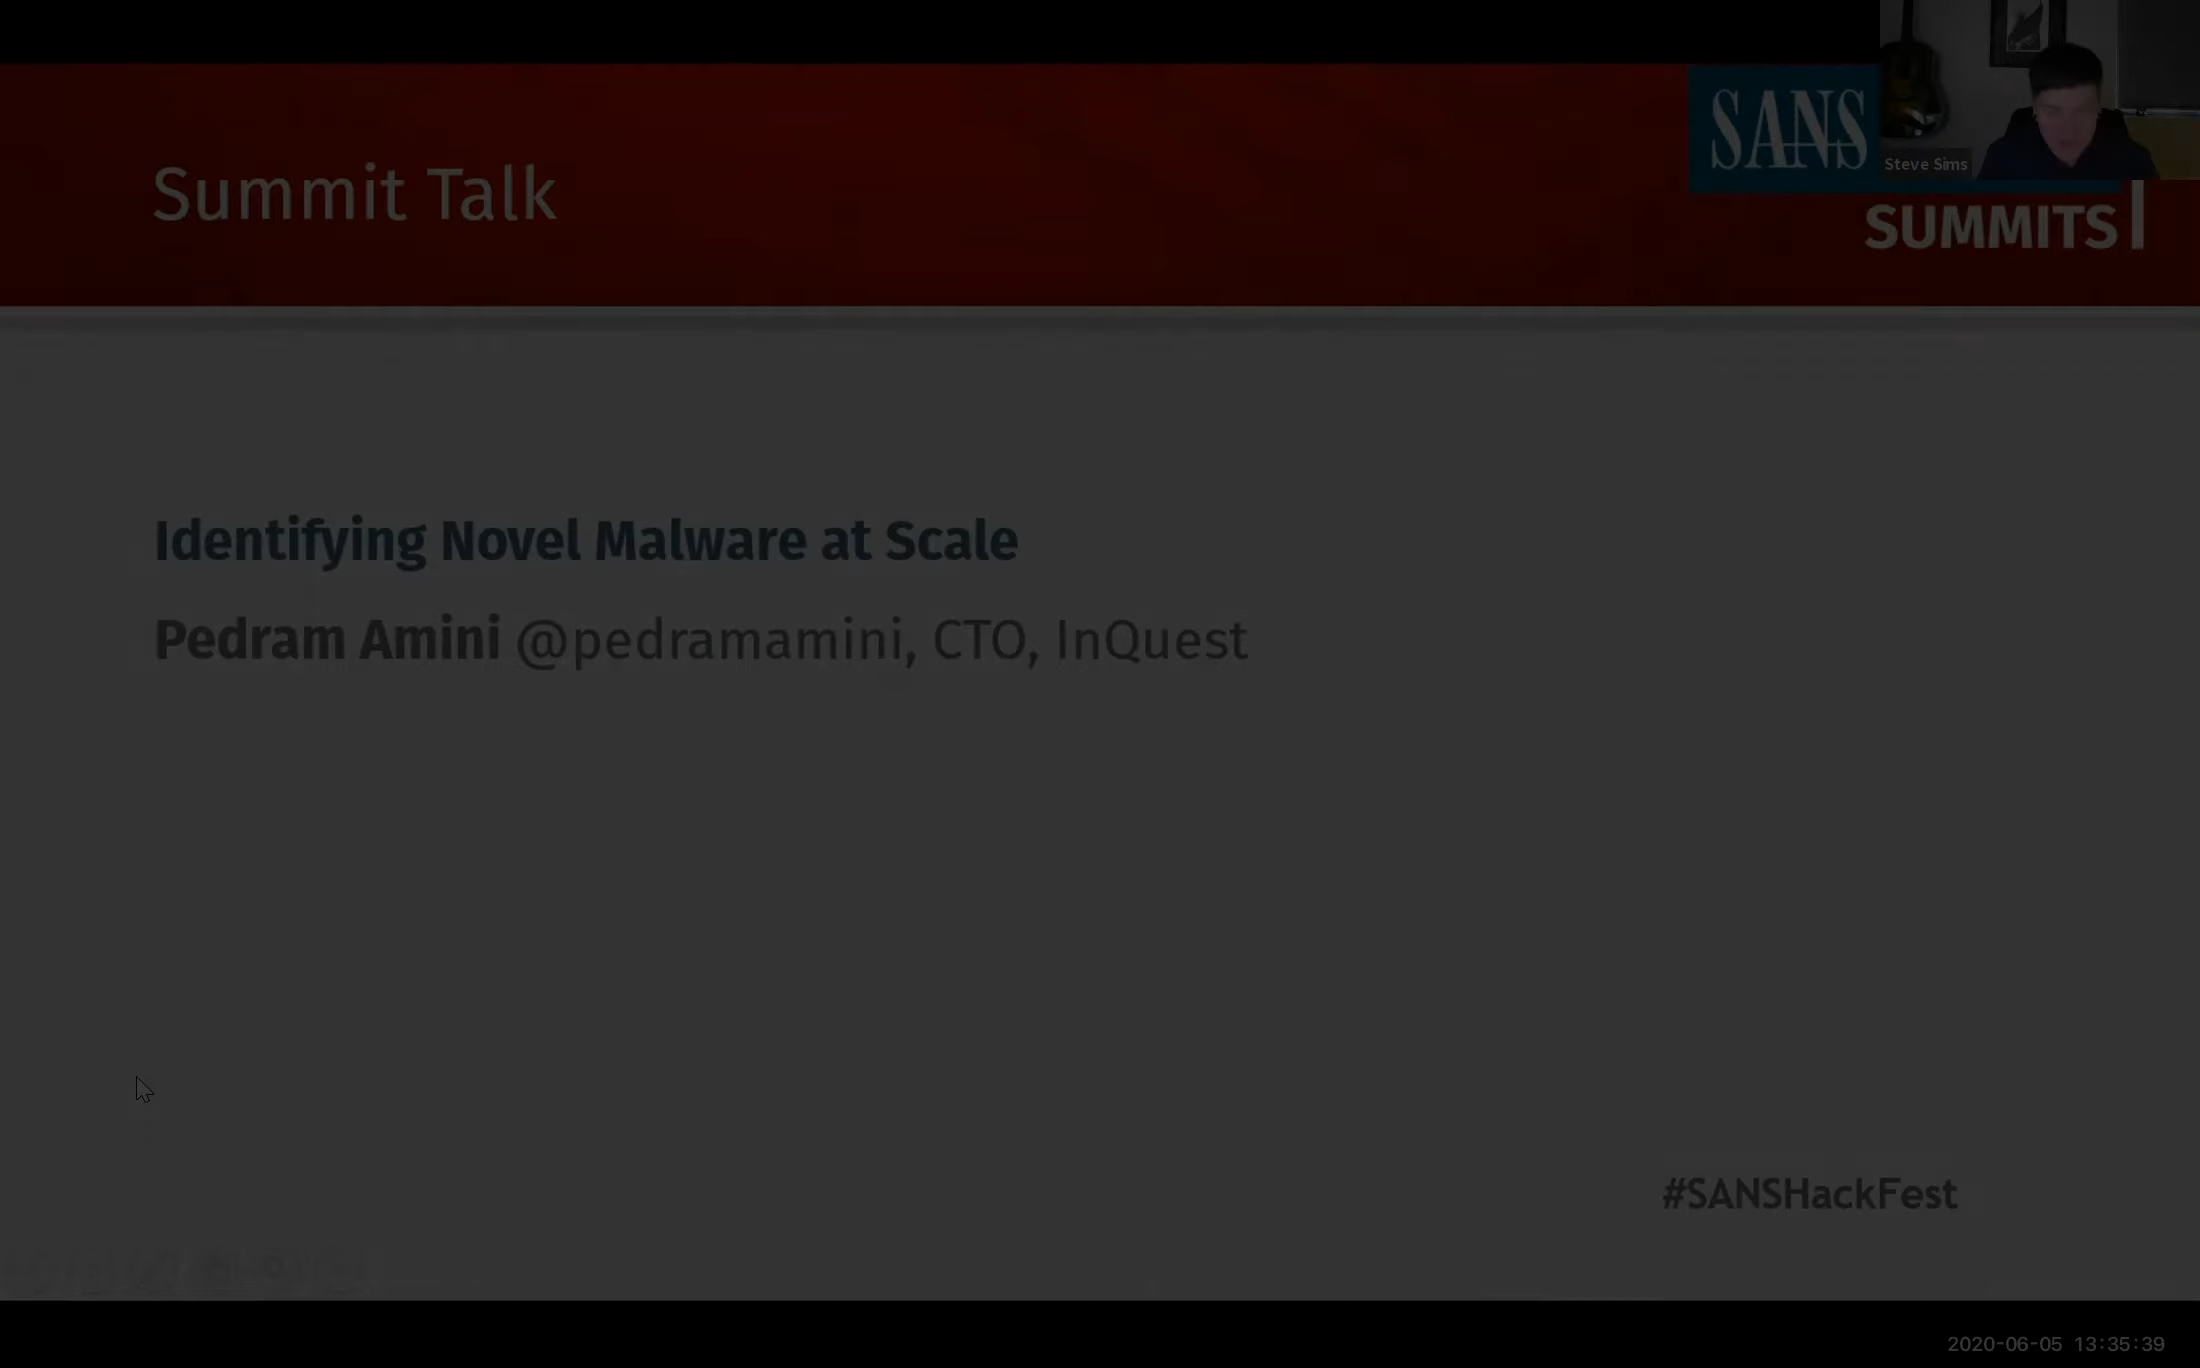 SANS
Steve Sims
Summit Talk
SUMMITS
Identifying Novel Malware at Scale
Pedram Amini @pedramamini, CTO, InQuest
#SANSHackFest
2020-06-05 13:35:39